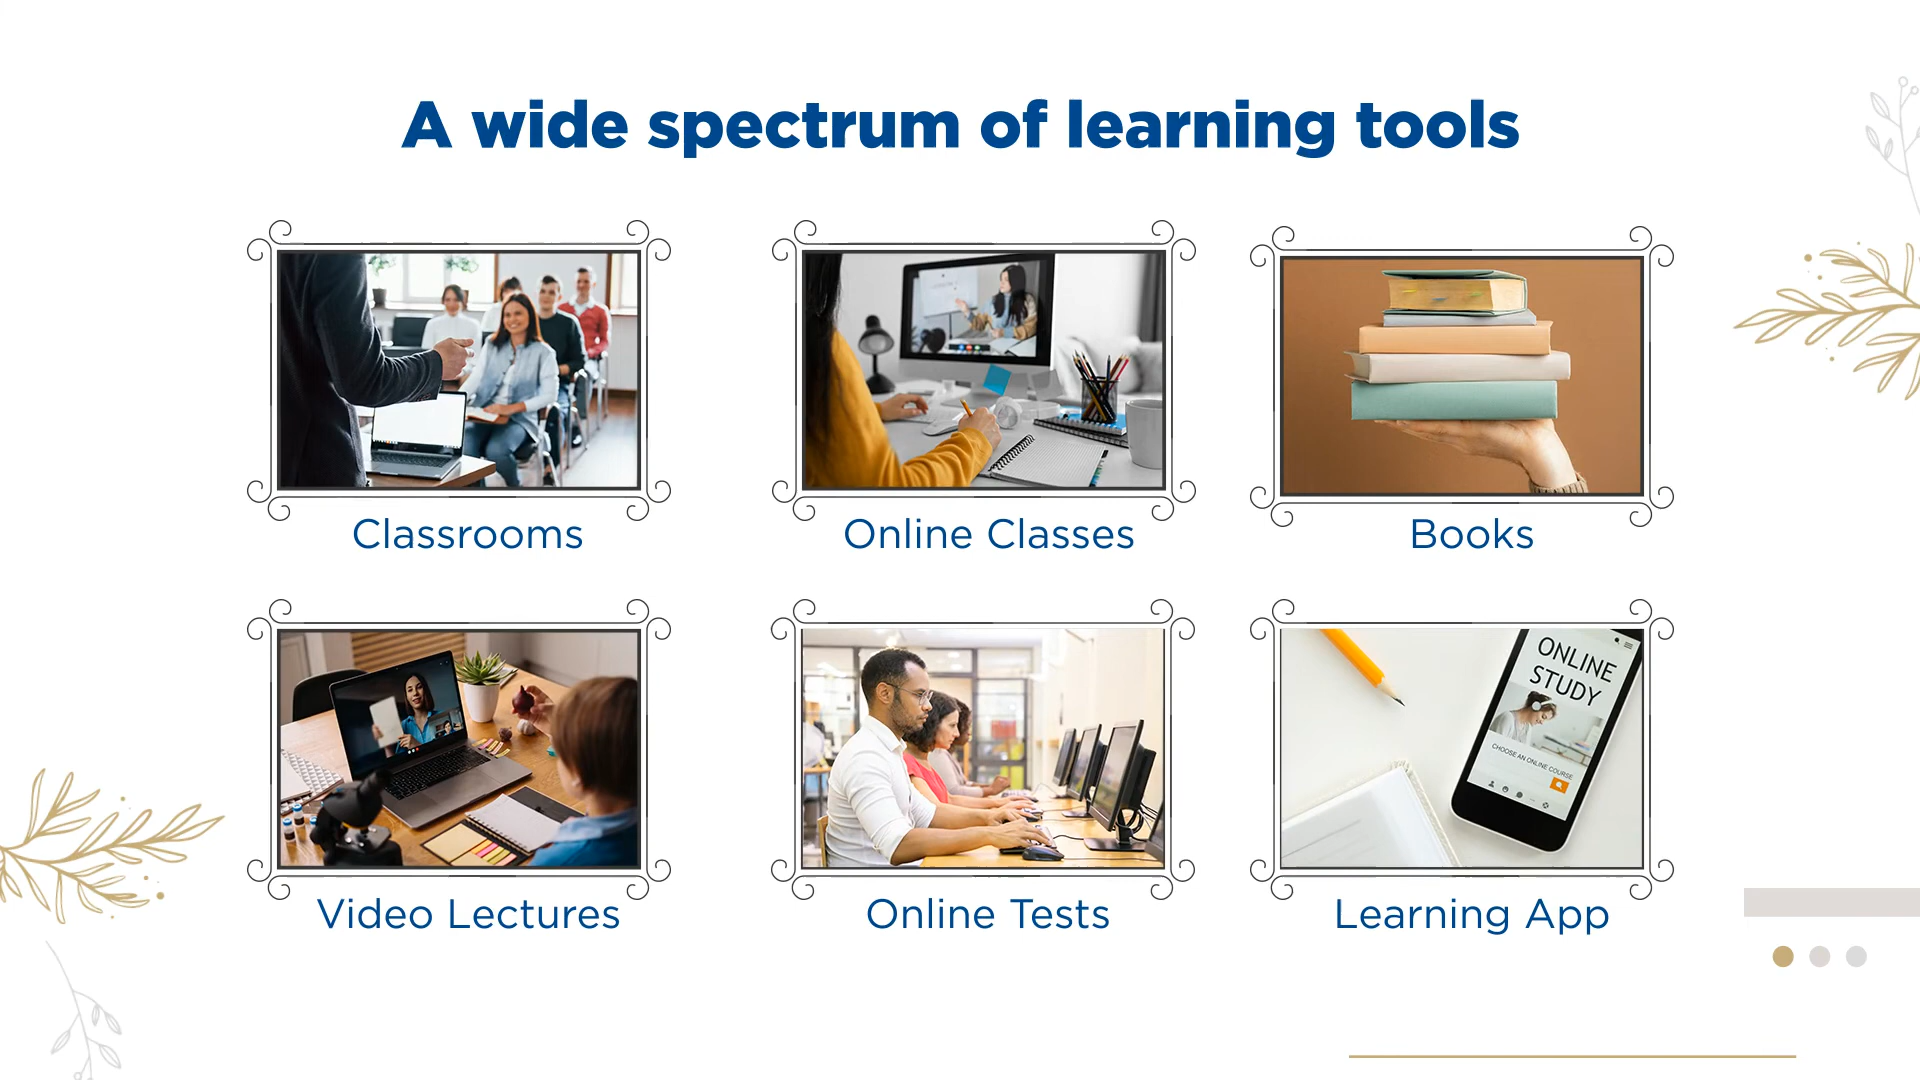 A wide spectrum of learning tools
Classrooms
Online Classes
Books
ONLINE
STUDY
CHOOSE AN ONLINE COURSE
Video Lectures
Online Tests
Learning App